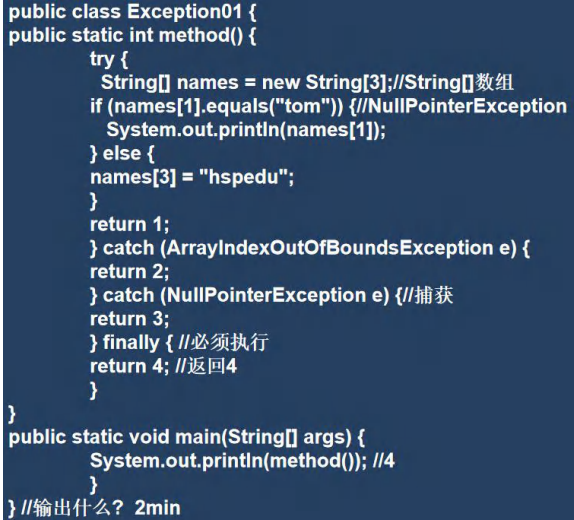 public class Exception01 {
public static int method() {
try {
String[] names = new String[3];//String[]数组
if (names[1].equals("tom")) {//NullPointerException
System.out.println(names[1]);
} else {
names[3] = "hspedu";
}
return 1;
} catch (ArrayIndexOutOfBoundsException e) {
return 2;
} catch (NullPointerException e) {//捕获
return 3;
} finally { //必须执行
return 4; //返回4
}
}
public static void main(String[] args) {
System.out.println(method()); //4
}
} //输出什么? 2min